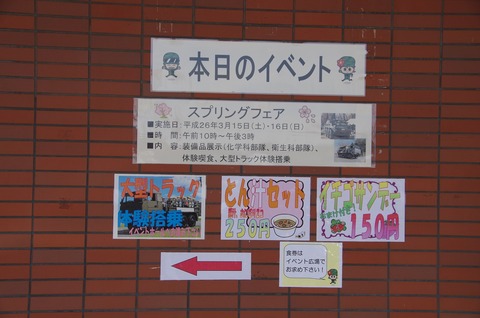 本日のイベント
スプリングフェア
■実施日：平成26年3月15日(土)・16日(日)
■時　間：午前10時～午後3時
■内　容：装備品展示(化学科部隊、衛生科部隊)、
体験喫食、大型トラック体験搭乗
大型トラック
体験搭乗
とん汁セット
250円
イチゴサンデー
150円
食券は
イベント広場で
お求め下さい！